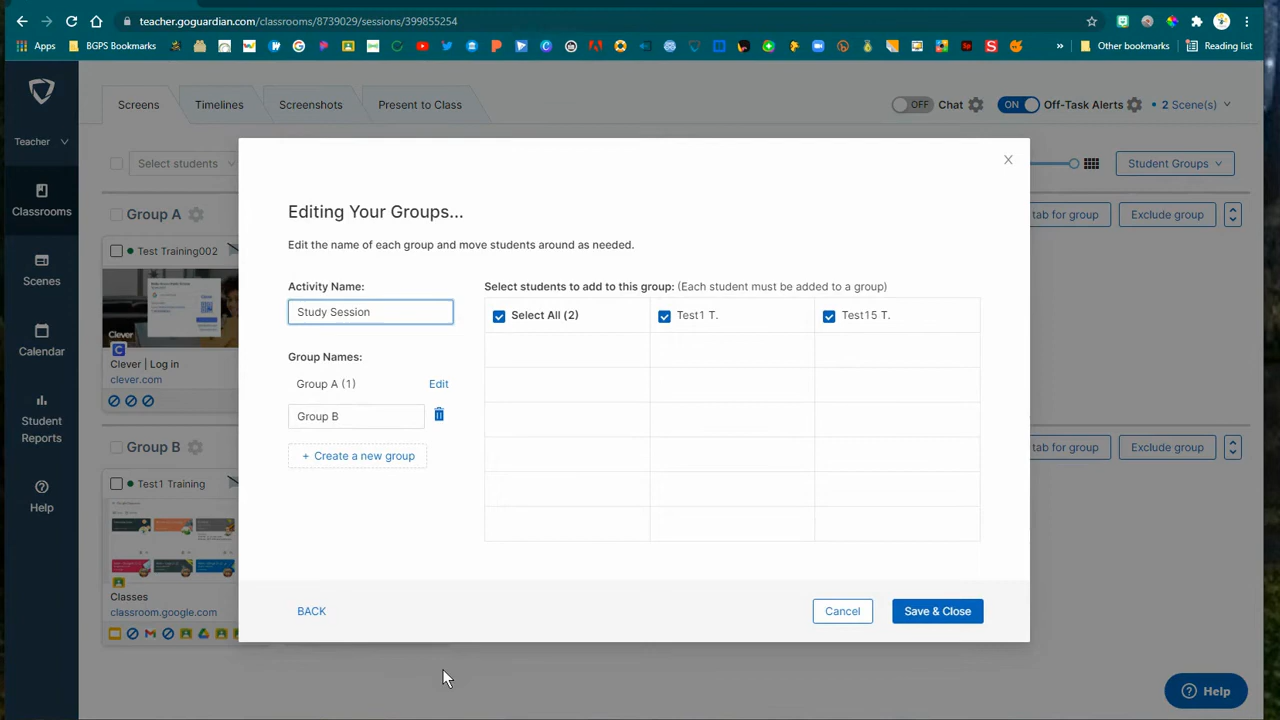 teacher.goguardian.com/classrooms/8739029/sessions/399855254
Apps
BGPS Bookmarks
»
Other bookmarks
Reading list
Screens
Timelines
Screenshots
Present to Class
OFF
Chat
ON
Off-Task Alerts
2 Scene(s)
Teacher
Classrooms
Scenes
Calendar
Student
Reports
Help
Select students
Student Groups
Group A
tab for group
Exclude group
Test Training002
Clever
Clever | Log in
clever.com
Group B
tab for group
Exclude group
Test1 Training
Classes
classroom.google.com
X
Editing Your Groups...
Edit the name of each group and move students around as needed.
Activity Name:
Study Session
Group Names:
Group A (1)
Edit
Group B
+ Create a new group
Select students to add to this group: (Each student must be added to a group)
Select All (2)
Test1 T.
Test15 T.
BACK
Cancel
Save & Close
Help